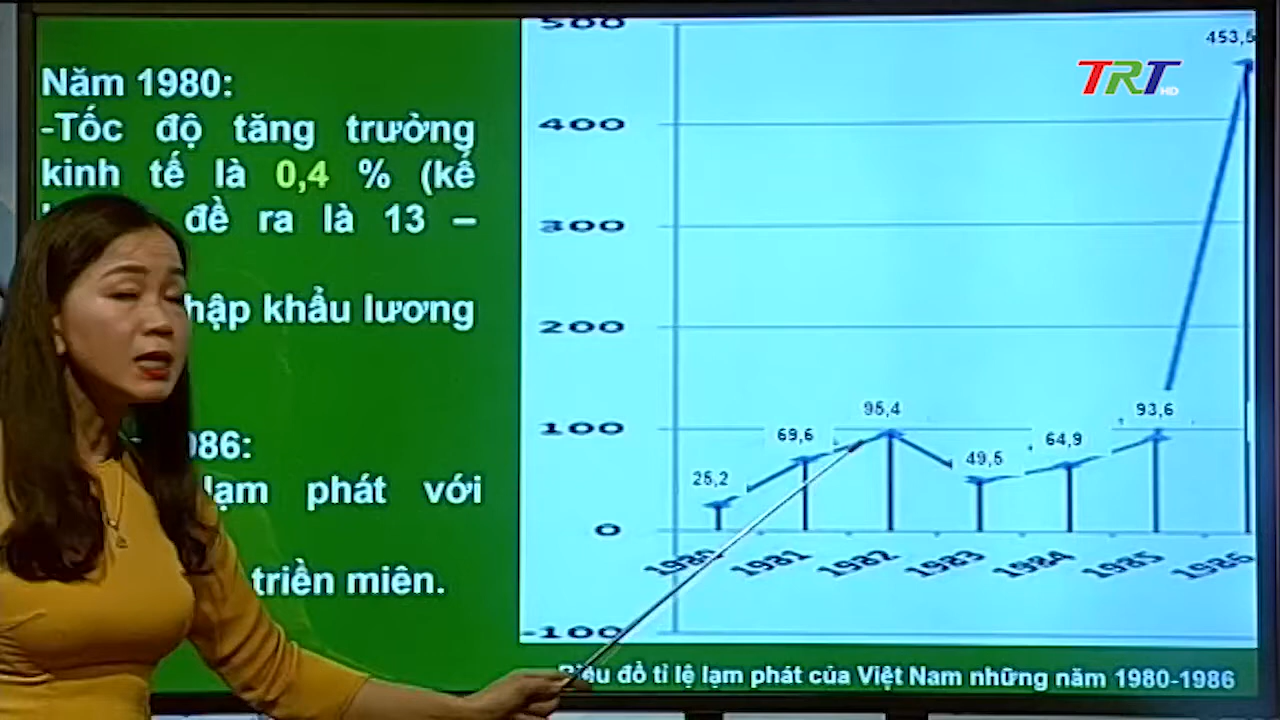 Năm 1980:
-Tốc độ tăng trưởng
kinh tế là 0,4 % (kế
đề ra là 13 –
khẩu lương
lạm phát với
triền miên.
500
400
300
200
100
0
-100
453,5
25,2
69,6
95,4
49,5
64,9
93,6
1980 1981 1982 1983 1984 1985 1986
TRT HD
đồ tỉ lệ lạm phát của Việt Nam những năm 1980-1986